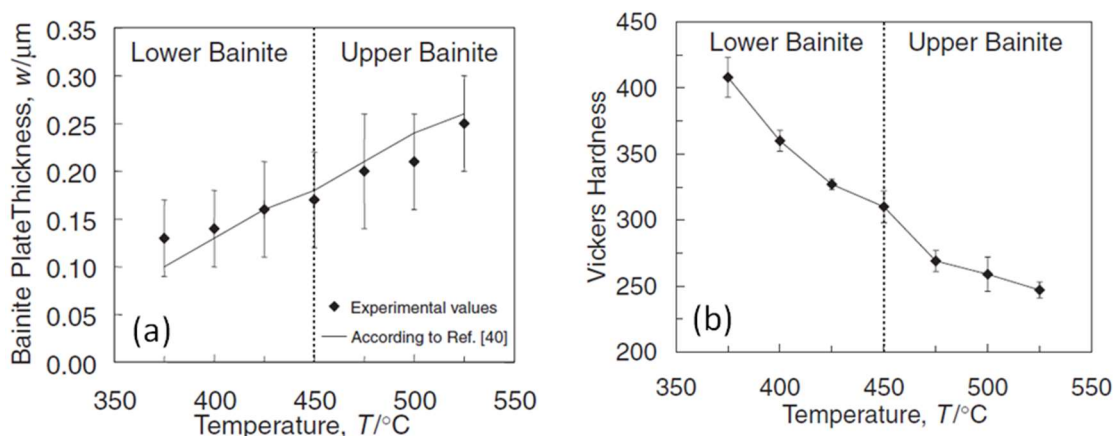 0.35
0.30
0.25
0.20
0.15
0.10
0.05
0.00
Bainite PlateThickness, w/μm
Lower Bainite
Upper Bainite
Experimental values
According to Ref. [40]
(a)
350 400 450 500 550
Temperature, T/°C
450
400
350
300
250
200
Vickers Hardness
Lower Bainite
Upper Bainite
(b)
350 400 450 500 550
Temperature, T/°C